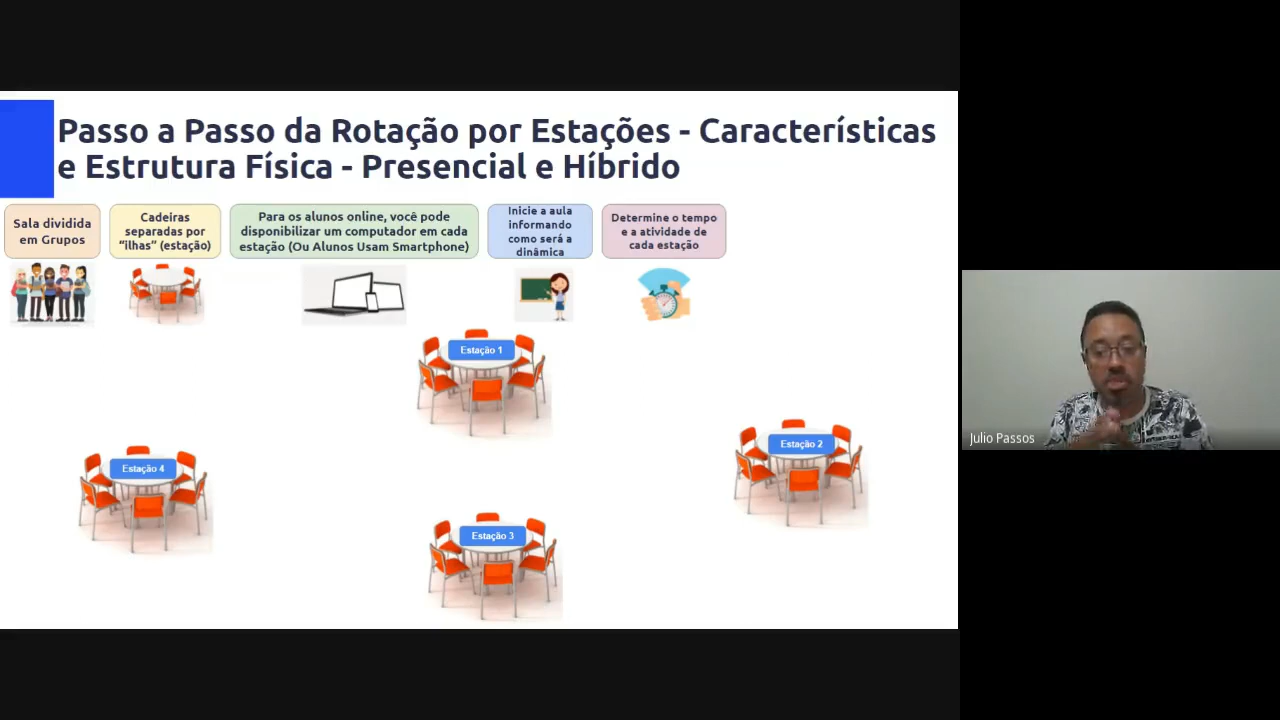 Passo a Passo da Rotação por Estações - Características
e Estrutura Física - Presencial e Híbrido
Sala dividida
em Grupos
Cadeiras
separadas por
“ilhas” (estação)
Para os alunos online, você pode
disponibilizar um computador em cada
estação (Ou Alunos Usam Smartphone)
Inicie a aula
informando
como será a
dinâmica
Determine o tempo
e a atividade de
cada estação
Estação 1
Estação 2
Estação 4
Estação 3
Julio Passos